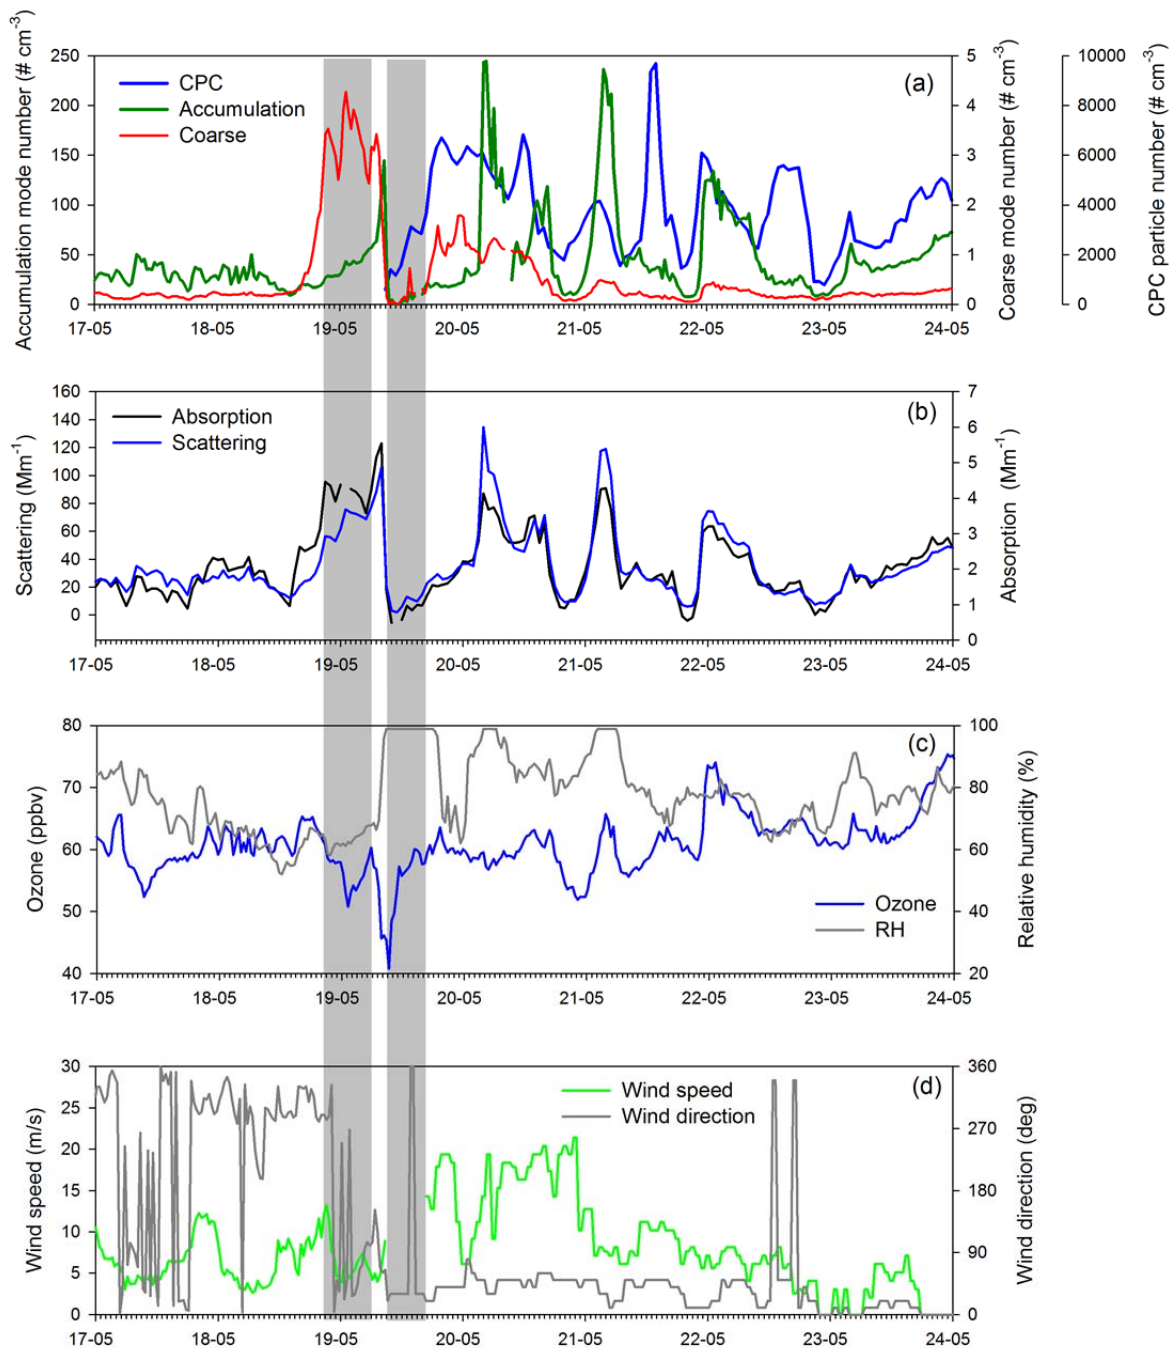 (a)
CPC
Accumulation
Coarse
Accumulation mode number (# cm-3)
250
200
150
100
50
0
5
4
3
2
1
0
Coarse mode number (# cm-3)
10000
8000
6000
4000
2000
0
CPC particle number (# cm-3)
17-05 18-05 19-05 20-05 21-05 22-05 23-05 24-05
(b)
Absorption
Scattering
Scattering (Mm-1)
160
140
120
100
80
60
40
20
0
7
6
5
4
3
2
1
0
Absorption (Mm-1)
17-05 18-05 19-05 20-05 21-05 22-05 23-05 24-05
(c)
Ozone (ppbv)
80
70
60
50
40
100
80
60
40
20
Relative humidity (%)
Ozone
RH
17-05 18-05 19-05 20-05 21-05 22-05 23-05 24-05
(d)
Wind speed
Wind direction
Wind speed (m/s)
30
25
20
15
10
5
0
360
270
180
90
0
Wind direction (deg)
17-05 18-05 19-05 20-05 21-05 22-05 23-05 24-05